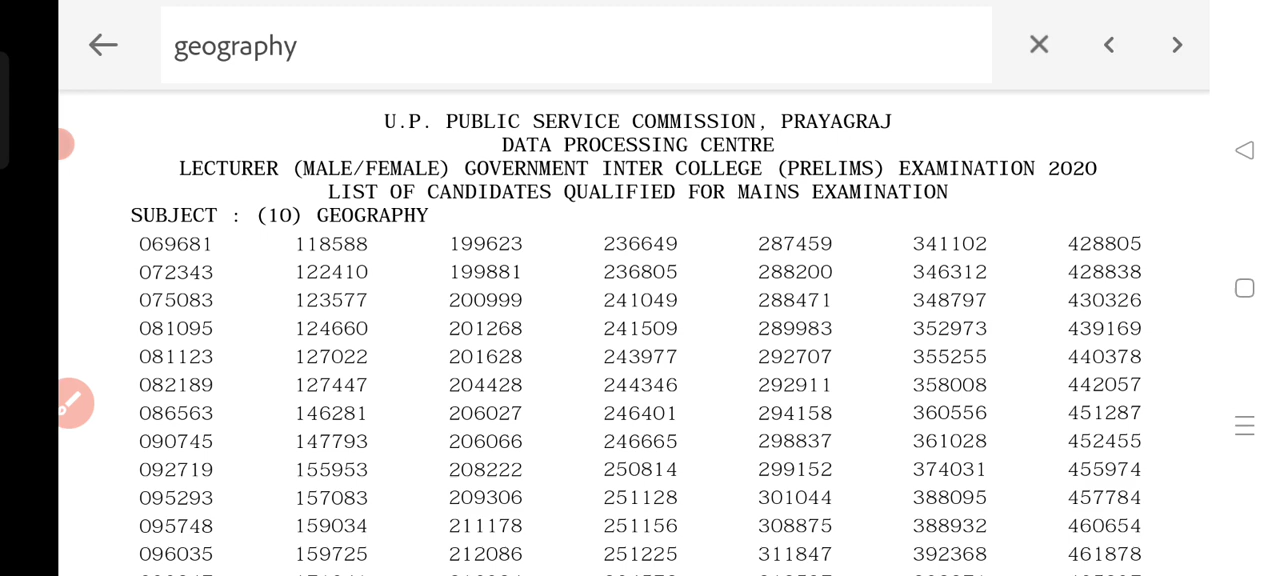 geography
U.P. PUBLIC SERVICE COMMISSION, PRAYAGRAJ
DATA PROCESSING CENTRE
LECTURER (MALE/FEMALE) GOVERNMENT INTER COLLEGE (PRELIMS) EXAMINATION 2020
LIST OF CANDIDATES QUALIFIED FOR MAINS EXAMINATION
SUBJECT : (10) GEOGRAPHY
069681 118588 199623 236649 287459 341102 428805
072343 122410 199881 236805 288200 346312 428838
075083 123577 200999 241049 288471 348797 430326
081095 124660 201268 241509 289983 352973 439169
081123 127022 201628 243977 292707 355255 440378
082189 127447 204428 244346 292911 358008 442057
086563 146281 206027 246401 294158 360556 451287
090745 147793 206066 246665 298837 361028 452455
092719 155953 208222 250814 299152 374031 455974
095293 157083 209306 251128 301044 388095 457784
095748 159034 211178 251156 308875 388932 460654
096035 159725 212086 251225 311847 392368 461878